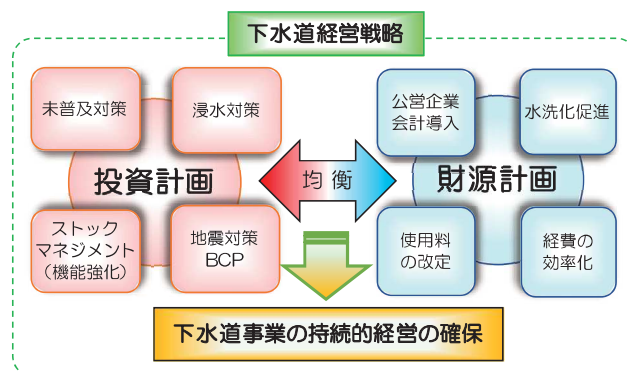 下水道経営戦略
未普及対策
浸水対策
投資計画
ストック
マネジメント
（機能強化）
地震対策
BCP
均衡
公営企業
会計導入
水洗化促進
財源計画
使用料
の改定
経費の
効率化
下水道事業の持続的経営の確保